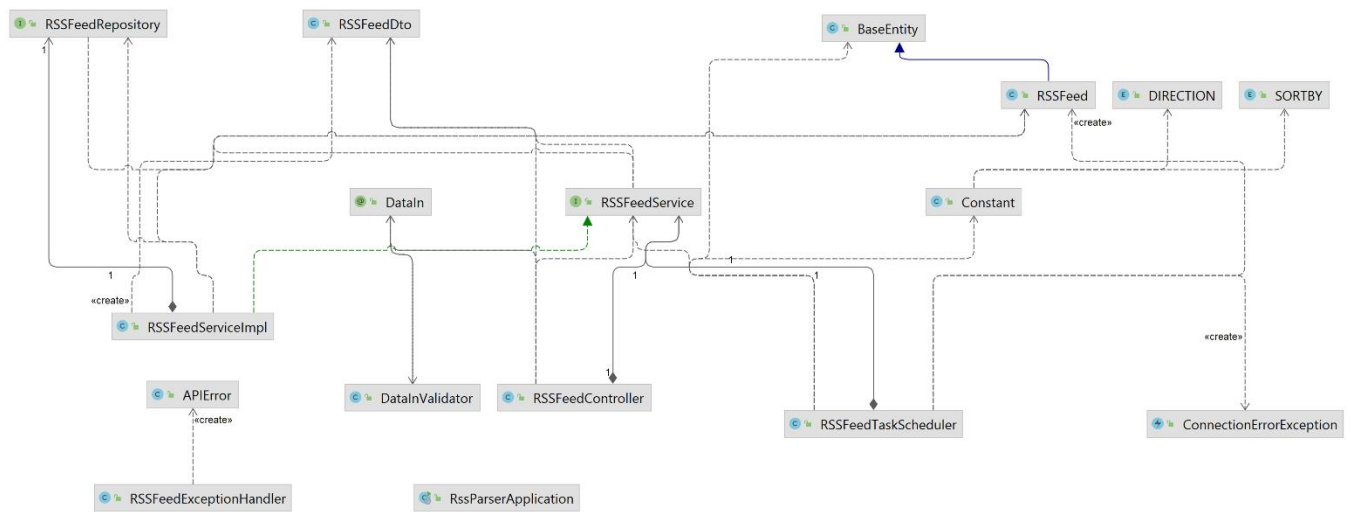 RSSFeedRepository
RSSFeedDto
BaseEntity
1
RSSFeed
DIRECTION
SORTBY
«create»
DataIn
RSSFeedService
Constant
1
1
1
1
«create»
RSSFeedServiceImpl
«create»
1
APIError
DataInValidator
RSSFeedController
«create»
RSSFeedTaskScheduler
ConnectionErrorException
RSSFeedExceptionHandler
RssParserApplication